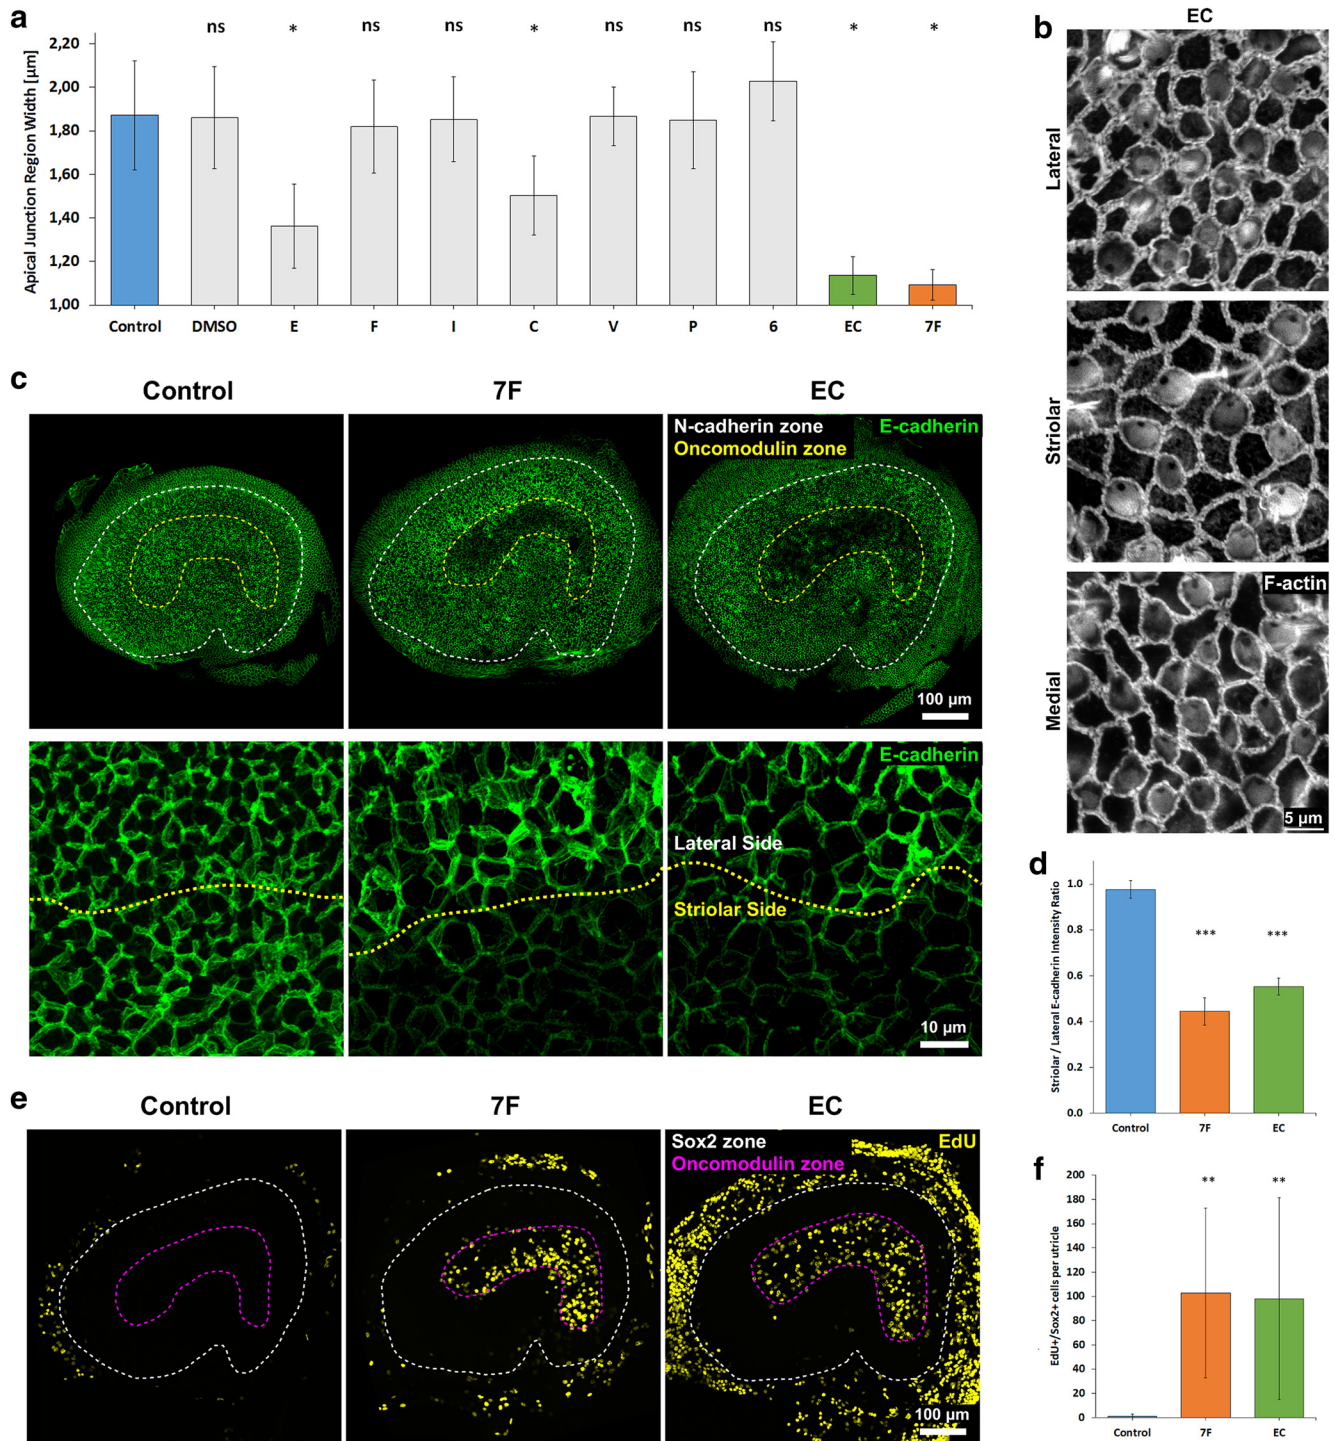 a
ns * ns ns * ns ns ns * *
Apical Junction Region Width [µm]
2,20
2,00
1,80
1,60
1,40
1,20
1,00
Control DMSO E F I C V P 6 EC 7F
b
EC
Lateral
Striolar
Medial
F-actin
5 µm
c
Control 7F EC
N-cadherin zone E-cadherin
Oncomodulin zone
100 µm
E-cadherin
Lateral Side
Striolar Side
10 µm
d
Striolar / Lateral E-cadherin Intensity Ratio
1.0
0.8
0.6
0.4
0.2
0.0
*** ***
Control 7F EC
e
Control 7F EC
Sox2 zone EdU
Oncomodulin zone
100 µm
f
EdU+/Sox2+ cells per utricle
200
180
160
140
120
100
80
60
40
20
0
** **
Control 7F EC